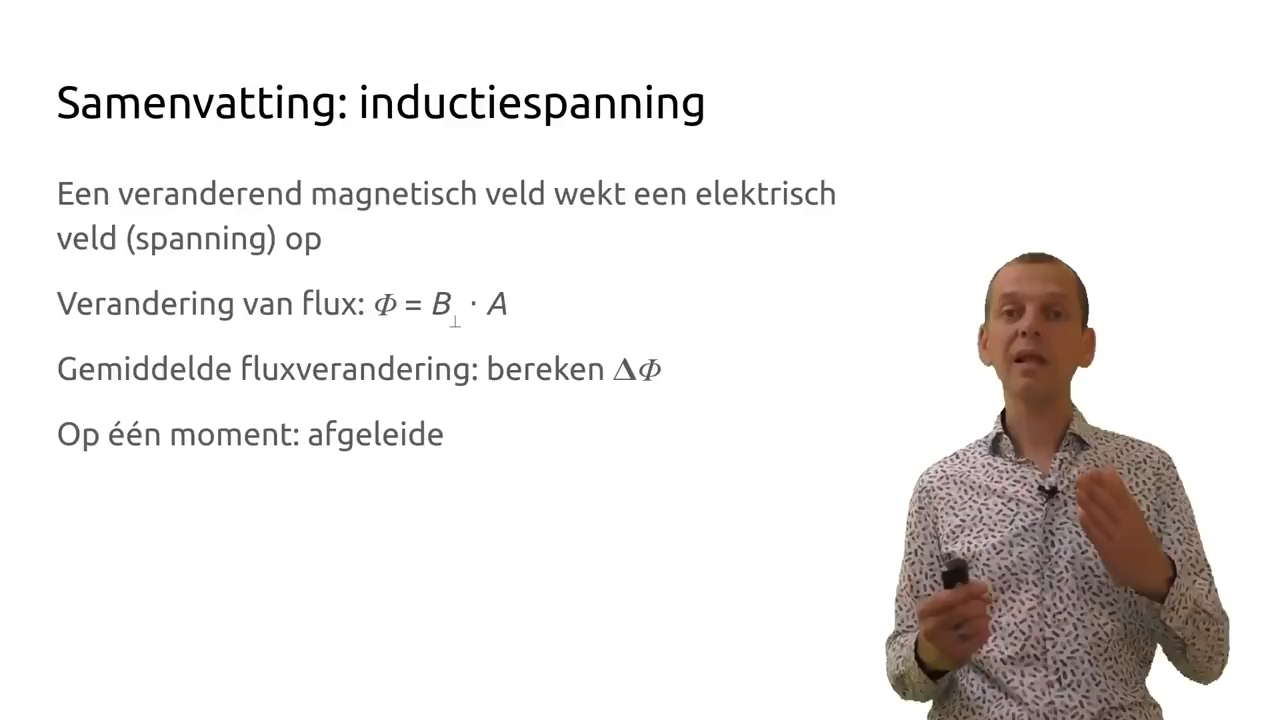 Samenvatting: inductiespanning
Een veranderend magnetisch veld wekt een elektrisch
veld (spanning) op
Verandering van flux: Φ = B⊥ · A
Gemiddelde fluxverandering: bereken ΔΦ
Op één moment: afgeleide